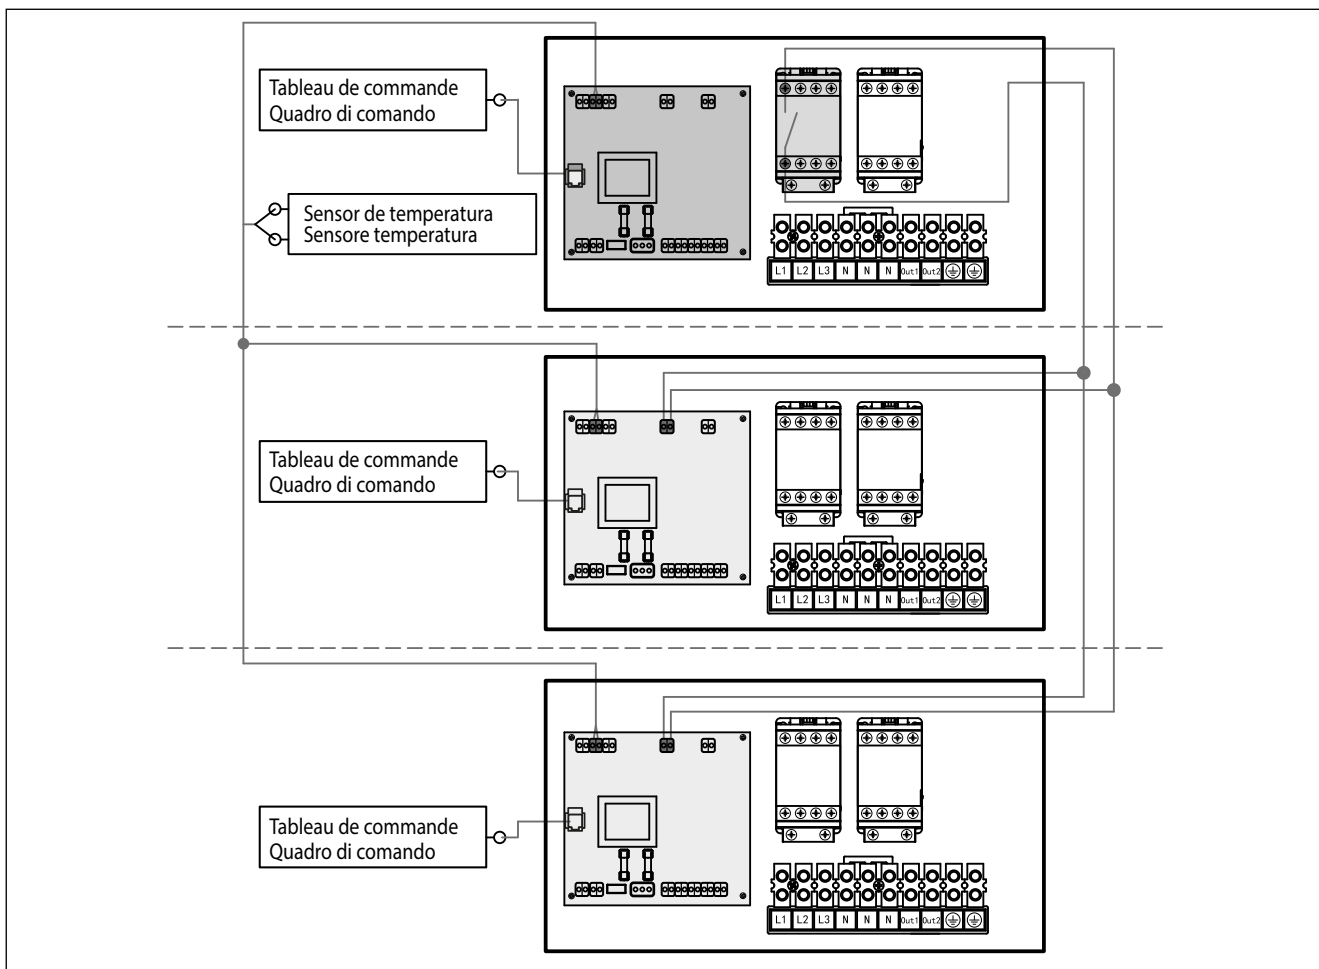 Tableau de commande
Quadro di comando
Sensor de temperatura
Sensore temperatura
L1 L2 L3 N N N Out1 Out2
Tableau de commande
Quadro di comando
L1 L2 L3 N N N Out1 Out2
Tableau de commande
Quadro di comando
L1 L2 L3 N N N Out1 Out2